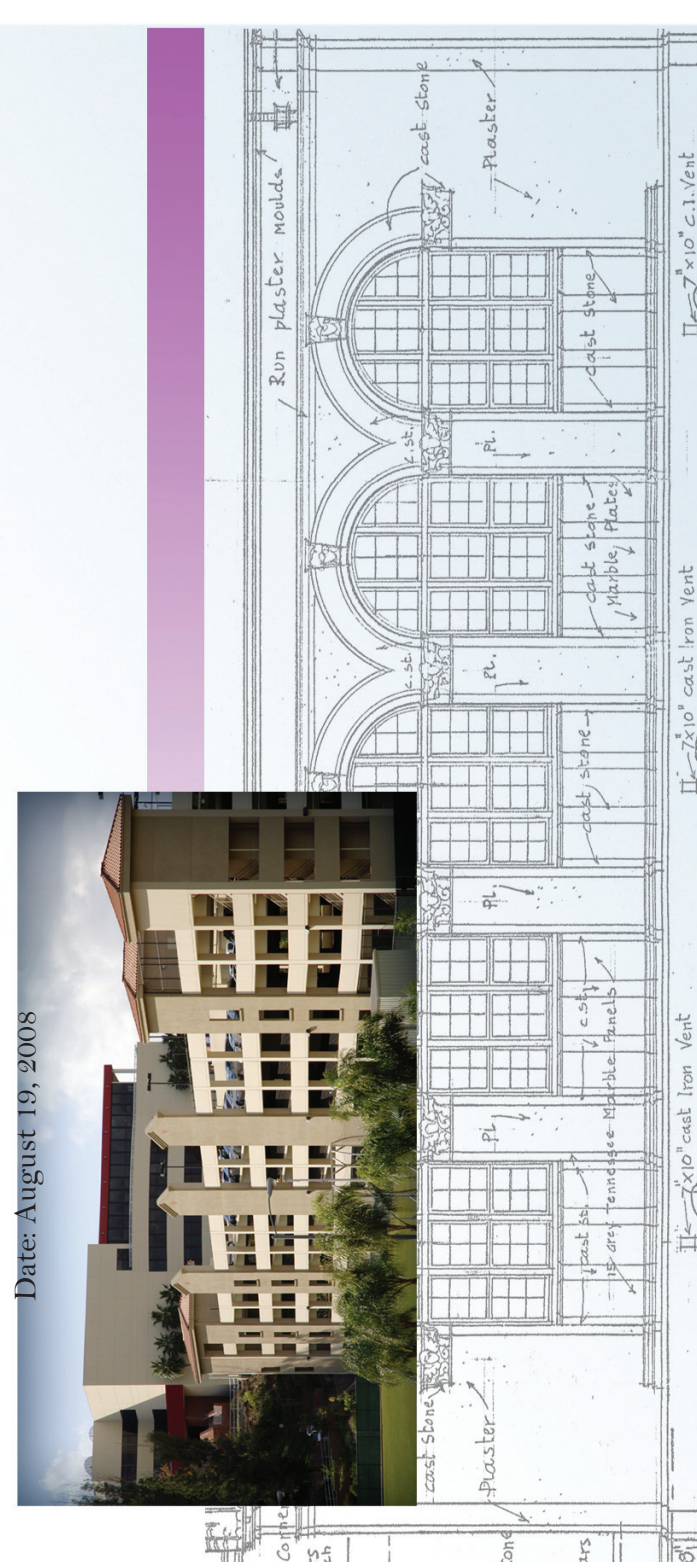 Date: August 19, 2008
Run plaster moulds
cast stone
Plaster
c. st.
c. st.
Pl.
Pl.
Pl.
Pl.
cast stone
cast stone
Marble Plates
cast stone
c. st.
cast st.
15 Grey Tennessee Marble Panels
cast stone
Plaster
Corner
7"x10" cast Iron Vent
7"x10" cast Iron Vent
7"x10" C.I. Vent